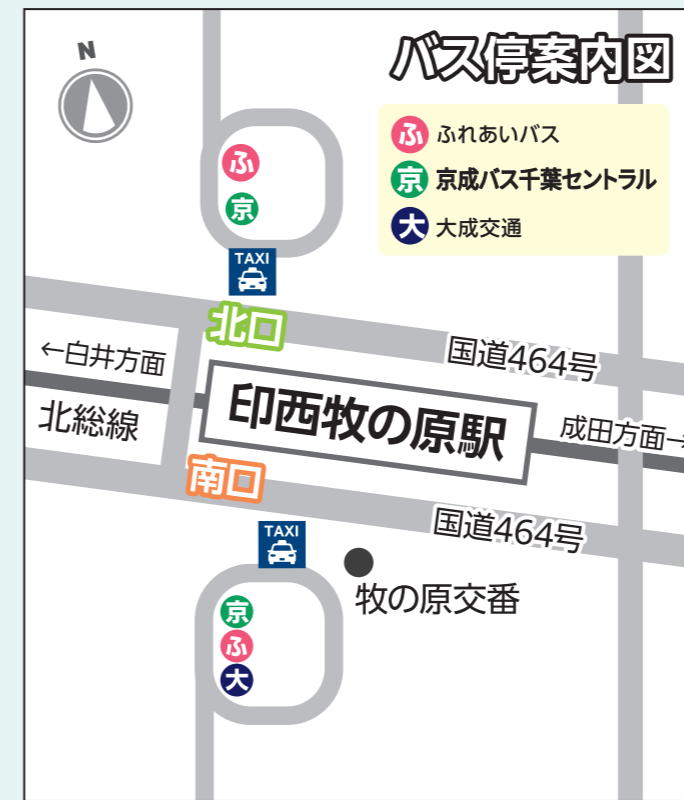 バス停案内図
N
ふ ふれあいバス
京 京成バス千葉セントラル
大 大成交通
ふ
京
TAXI
北口
国道464号
←白井方面
北総線
印西牧の原駅
成田方面→
南口
国道464号
TAXI
牧の原交番
京
ふ
大